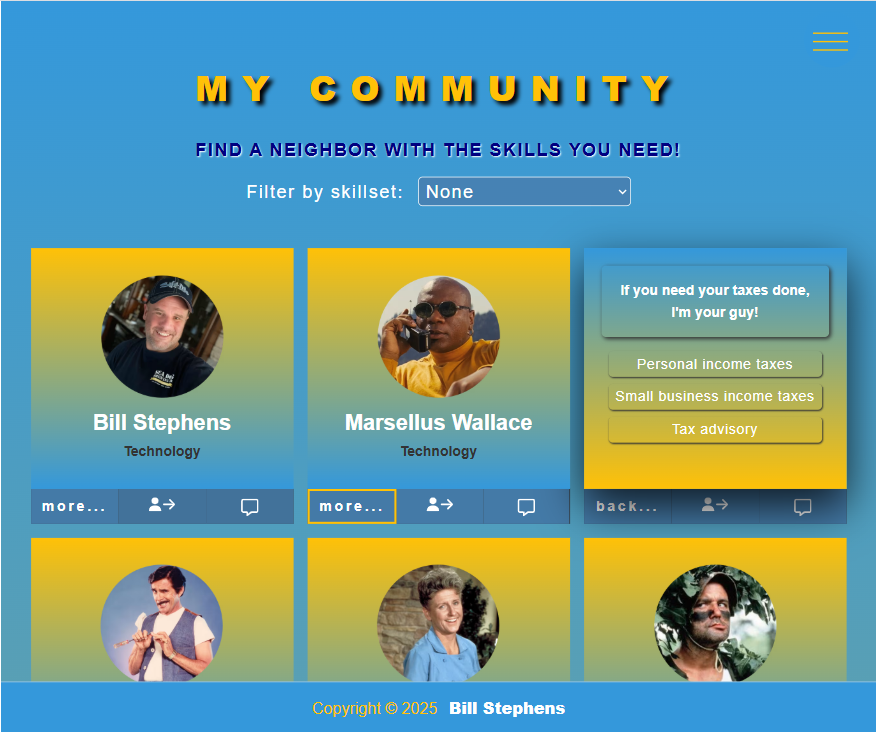 MY COMMUNITY
FIND A NEIGHBOR WITH THE SKILLS YOU NEED!
Filter by skillset: None
Bill Stephens
Technology
more...
Marsellus Wallace
Technology
more...
If you need your taxes done,
I'm your guy!
Personal income taxes
Small business income taxes
Tax advisory
back...
Copyright © 2025 Bill Stephens